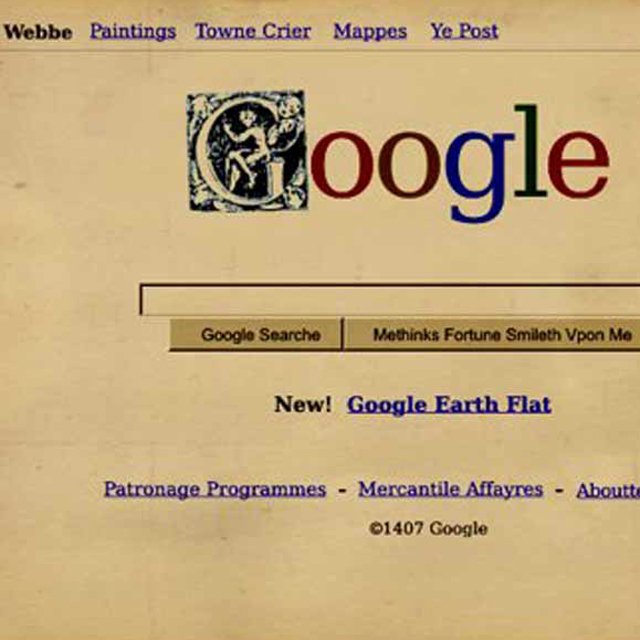 Webbe Paintings Towne Crier Mappes Ye Post
Google
Google Searche Methinks Fortune Smileth Vpon Me
New! Google Earth Flat
Patronage Programmes - Mercantile Affayres - Aboutte
©1407 Google